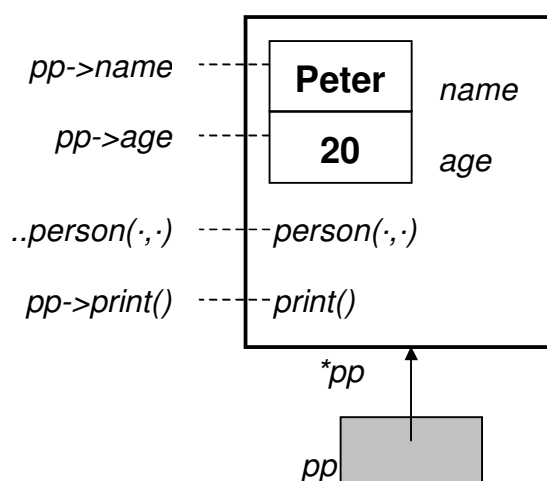 pp->name Peter name
pp->age 20 age
..person(·,·) person(·,·)
pp->print() print()
*pp
pp